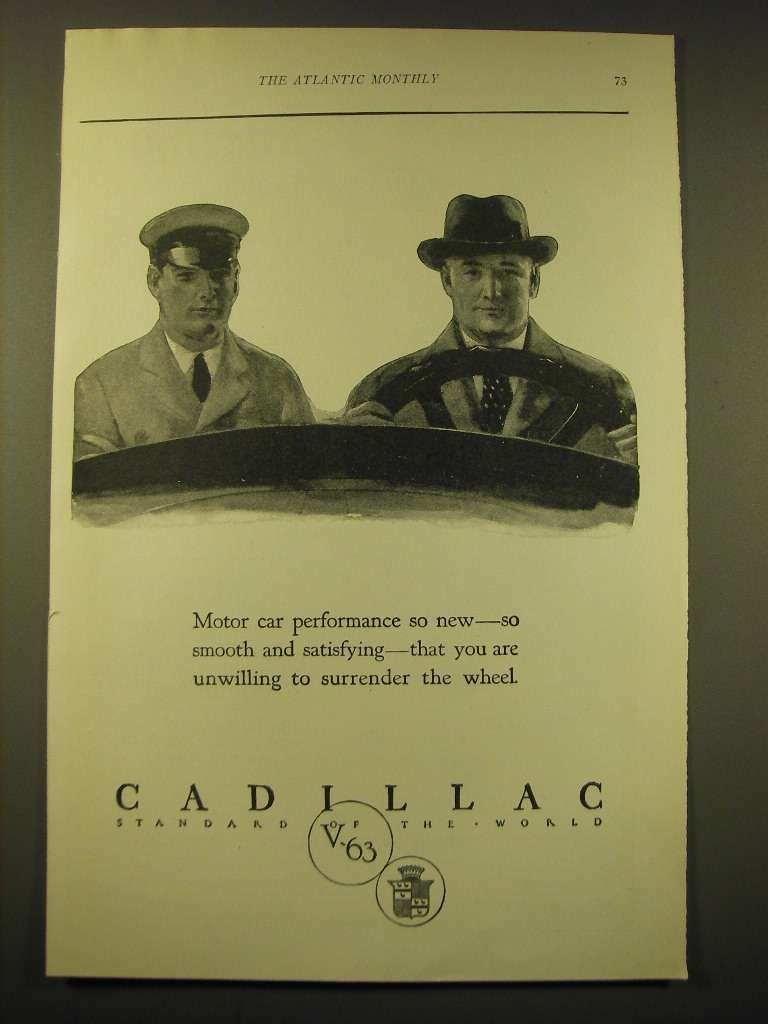 THE ATLANTIC MONTHLY 73
Motor car performance so new—so
smooth and satisfying—that you are
unwilling to surrender the wheel.
CADILLAC
STANDARD OF THE · WORLD
V-63